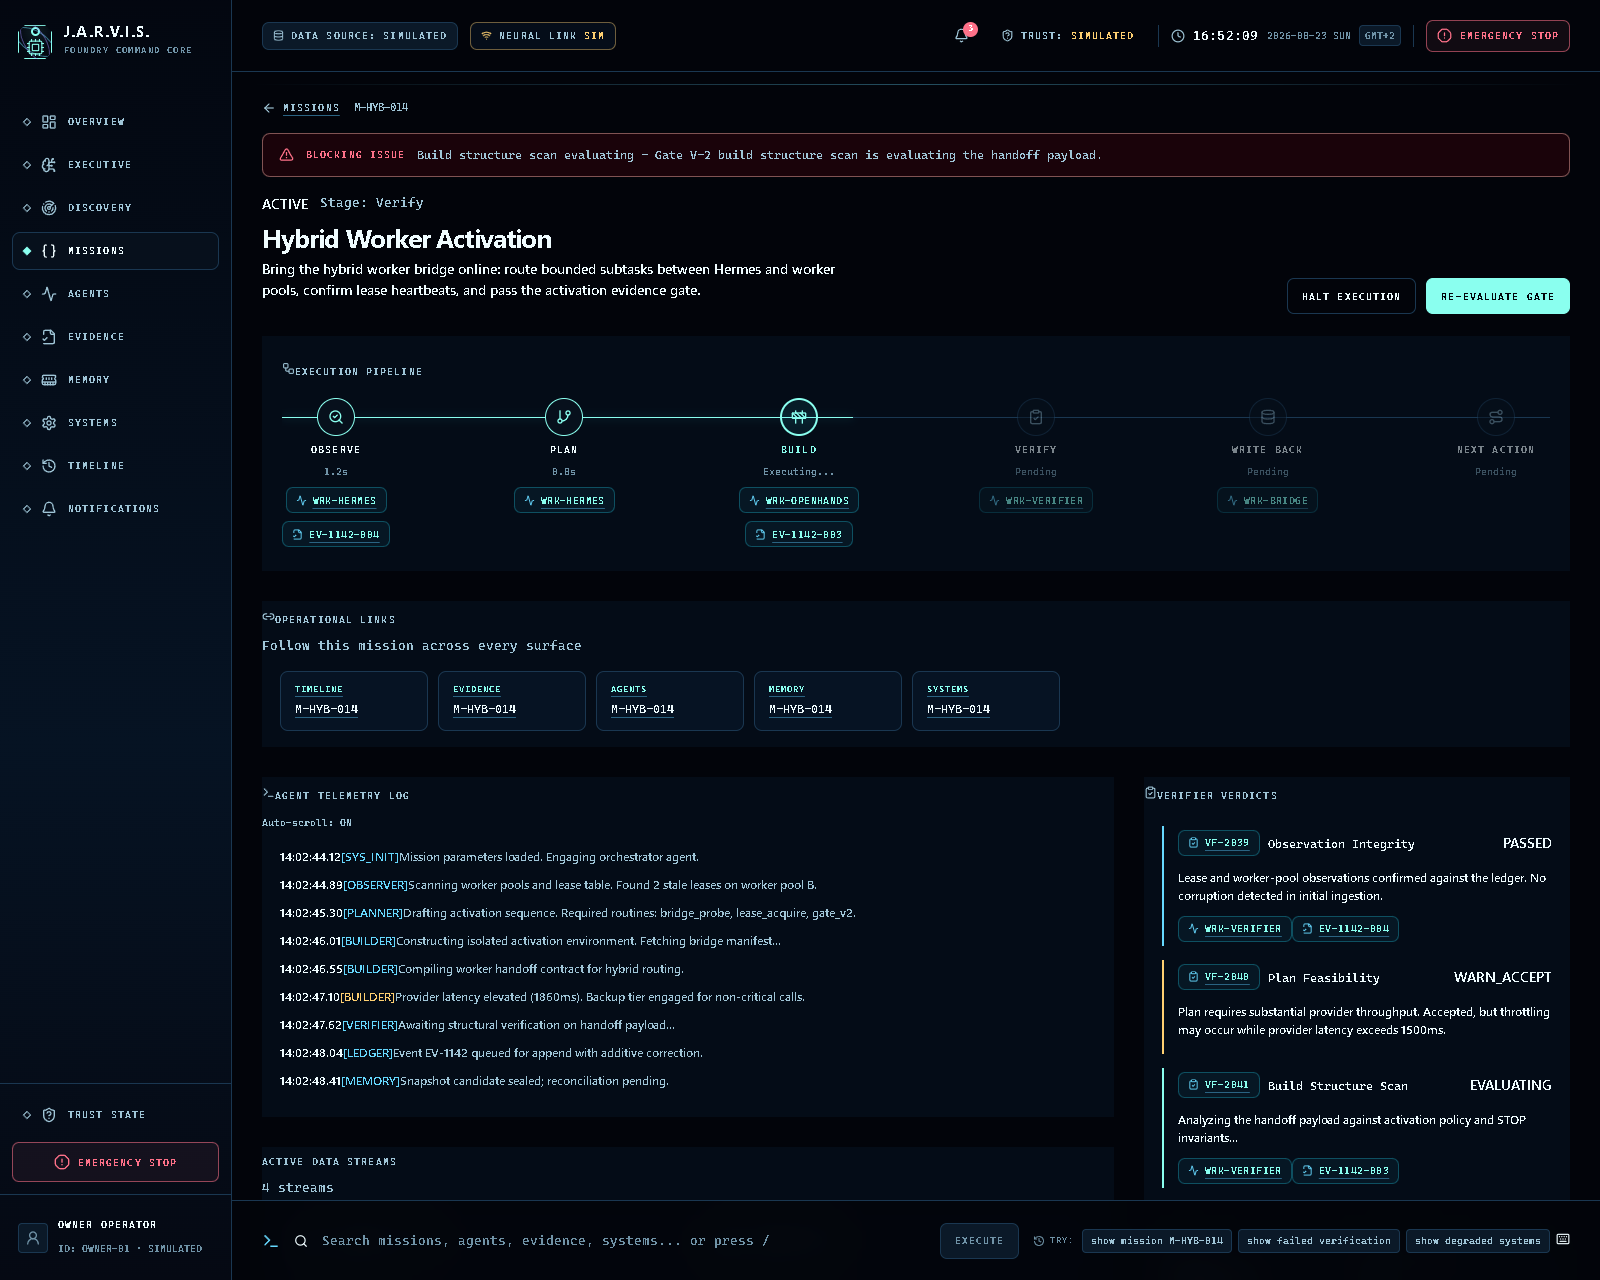 J.A.R.V.I.S.
FOUNDRY COMMAND CORE
OVERVIEW
EXECUTIVE
DISCOVERY
MISSIONS
AGENTS
EVIDENCE
MEMORY
SYSTEMS
TIMELINE
NOTIFICATIONS
TRUST STATE
EMERGENCY STOP
OWNER OPERATOR
ID: OWNER-01 • SIMULATED
DATA SOURCE: SIMULATED
NEURAL LINK SIM
3
TRUST: SIMULATED
16:52:09 2026-08-23 SUN GMT+2
EMERGENCY STOP
MISSIONS M-HYB-014
BLOCKING ISSUE Build structure scan evaluating — Gate V-2 build structure scan is evaluating the handoff payload.
ACTIVE Stage: Verify
Hybrid Worker Activation
Bring the hybrid worker bridge online: route bounded subtasks between Hermes and worker
pools, confirm lease heartbeats, and pass the activation evidence gate.
HALT EXECUTION
RE-EVALUATE GATE
EXECUTION PIPELINE
OBSERVE
1.2s
WRK-HERMES
EV-1142-004
PLAN
0.8s
WRK-HERMES
BUILD
Executing...
WRK-OPENHANDS
EV-1142-003
VERIFY
Pending
WRK-VERIFIER
WRITE BACK
Pending
WRK-BRIDGE
NEXT ACTION
Pending
OPERATIONAL LINKS
Follow this mission across every surface
TIMELINE
M-HYB-014
EVIDENCE
M-HYB-014
AGENTS
M-HYB-014
MEMORY
M-HYB-014
SYSTEMS
M-HYB-014
AGENT TELEMETRY LOG
Auto-scroll: ON
14:02:44.12[SYS_INIT]Mission parameters loaded. Engaging orchestrator agent.
14:02:44.89[OBSERVER]Scanning worker pools and lease table. Found 2 stale leases on worker pool B.
14:02:45.30[PLANNER]Drafting activation sequence. Required routines: bridge_probe, lease_acquire, gate_v2.
14:02:46.01[BUILDER]Constructing isolated activation environment. Fetching bridge manifest...
14:02:46.55[BUILDER]Compiling worker handoff contract for hybrid routing.
14:02:47.10[BUILDER]Provider latency elevated (1860ms). Backup tier engaged for non-critical calls.
14:02:47.62[VERIFIER]Awaiting structural verification on handoff payload...
14:02:48.04[LEDGER]Event EV-1142 queued for append with additive correction.
14:02:48.41[MEMORY]Snapshot candidate sealed; reconciliation pending.
ACTIVE DATA STREAMS
4 streams
VERIFIER VERDICTS
VF-2039 Observation Integrity PASSED
Lease and worker-pool observations confirmed against the ledger. No
corruption detected in initial ingestion.
WRK-VERIFIER EV-1142-004
VF-2040 Plan Feasibility WARN_ACCEPT
Plan requires substantial provider throughput. Accepted, but throttling
may occur while provider latency exceeds 1500ms.
VF-2041 Build Structure Scan EVALUATING
Analyzing the handoff payload against activation policy and STOP
invariants...
WRK-VERIFIER EV-1142-003
Search missions, agents, evidence, systems... or press /
EXECUTE
TRY:
show mission M-HYB-014
show failed verification
show degraded systems